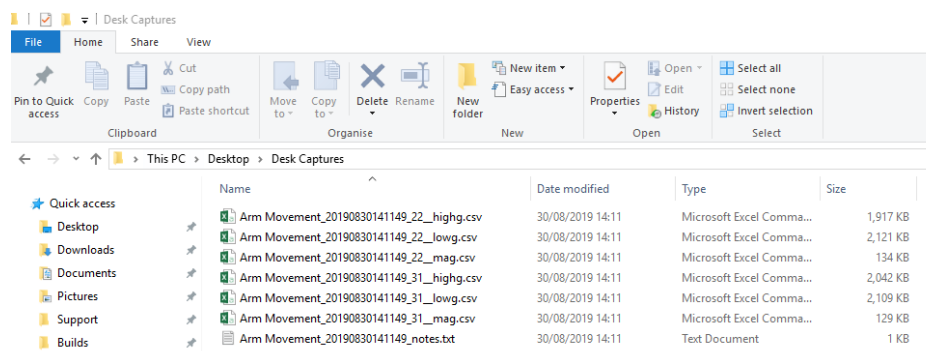 Desk Captures
File Home Share View
Pin to Quick access
Copy
Paste
Cut
Copy path
Paste shortcut
Move to
Copy to
Delete
Rename
New folder
New item
Easy access
Properties
Open
Edit
History
Select all
Select none
Invert selection
Clipboard Organise New Open Select
This PC > Desktop > Desk Captures
Name Date modified Type Size
Quick access
Desktop
Downloads
Documents
Pictures
Support
Builds
Arm Movement_20190830141149_22__highg.csv 30/08/2019 14:11 Microsoft Excel Comma... 1,917 KB
Arm Movement_20190830141149_22__lowg.csv 30/08/2019 14:11 Microsoft Excel Comma... 2,121 KB
Arm Movement_20190830141149_22__mag.csv 30/08/2019 14:11 Microsoft Excel Comma... 134 KB
Arm Movement_20190830141149_31__highg.csv 30/08/2019 14:11 Microsoft Excel Comma... 2,042 KB
Arm Movement_20190830141149_31__lowg.csv 30/08/2019 14:11 Microsoft Excel Comma... 2,109 KB
Arm Movement_20190830141149_31__mag.csv 30/08/2019 14:11 Microsoft Excel Comma... 129 KB
Arm Movement_20190830141149_notes.txt 30/08/2019 14:11 Text Document 1 KB